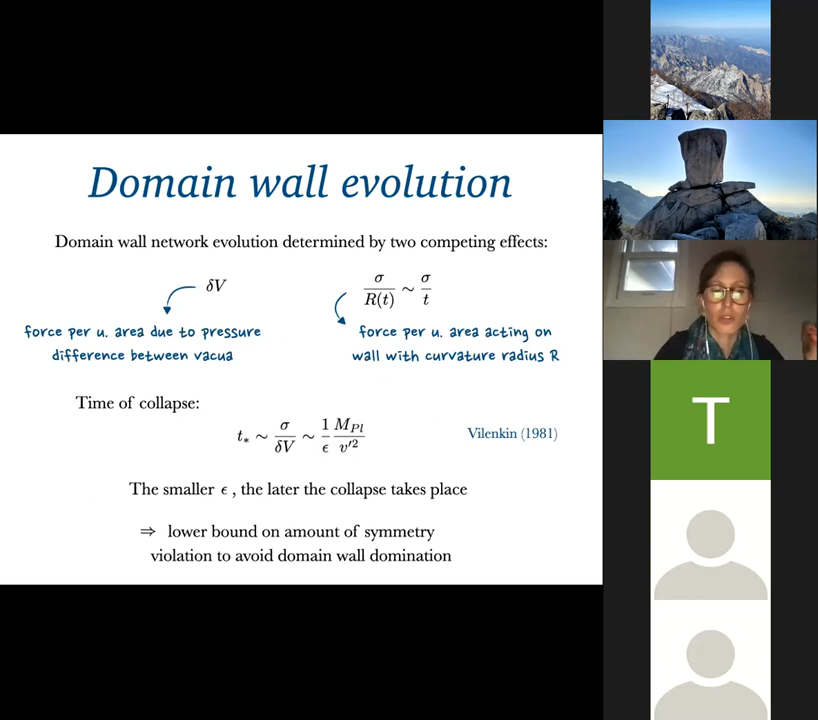 Domain wall evolution
Domain wall network evolution determined by two competing effects:
δV
σ/R(t) ∼ σ/t
force per u. area due to pressure
difference between vacua
force per u. area acting on
wall with curvature radius R
Time of collapse:
t* ∼ σ/δV ∼ 1/ϵ M_Pl/v′²
Vilenkin (1981)
The smaller ϵ , the later the collapse takes place
⇒ lower bound on amount of symmetry
violation to avoid domain wall domination
T